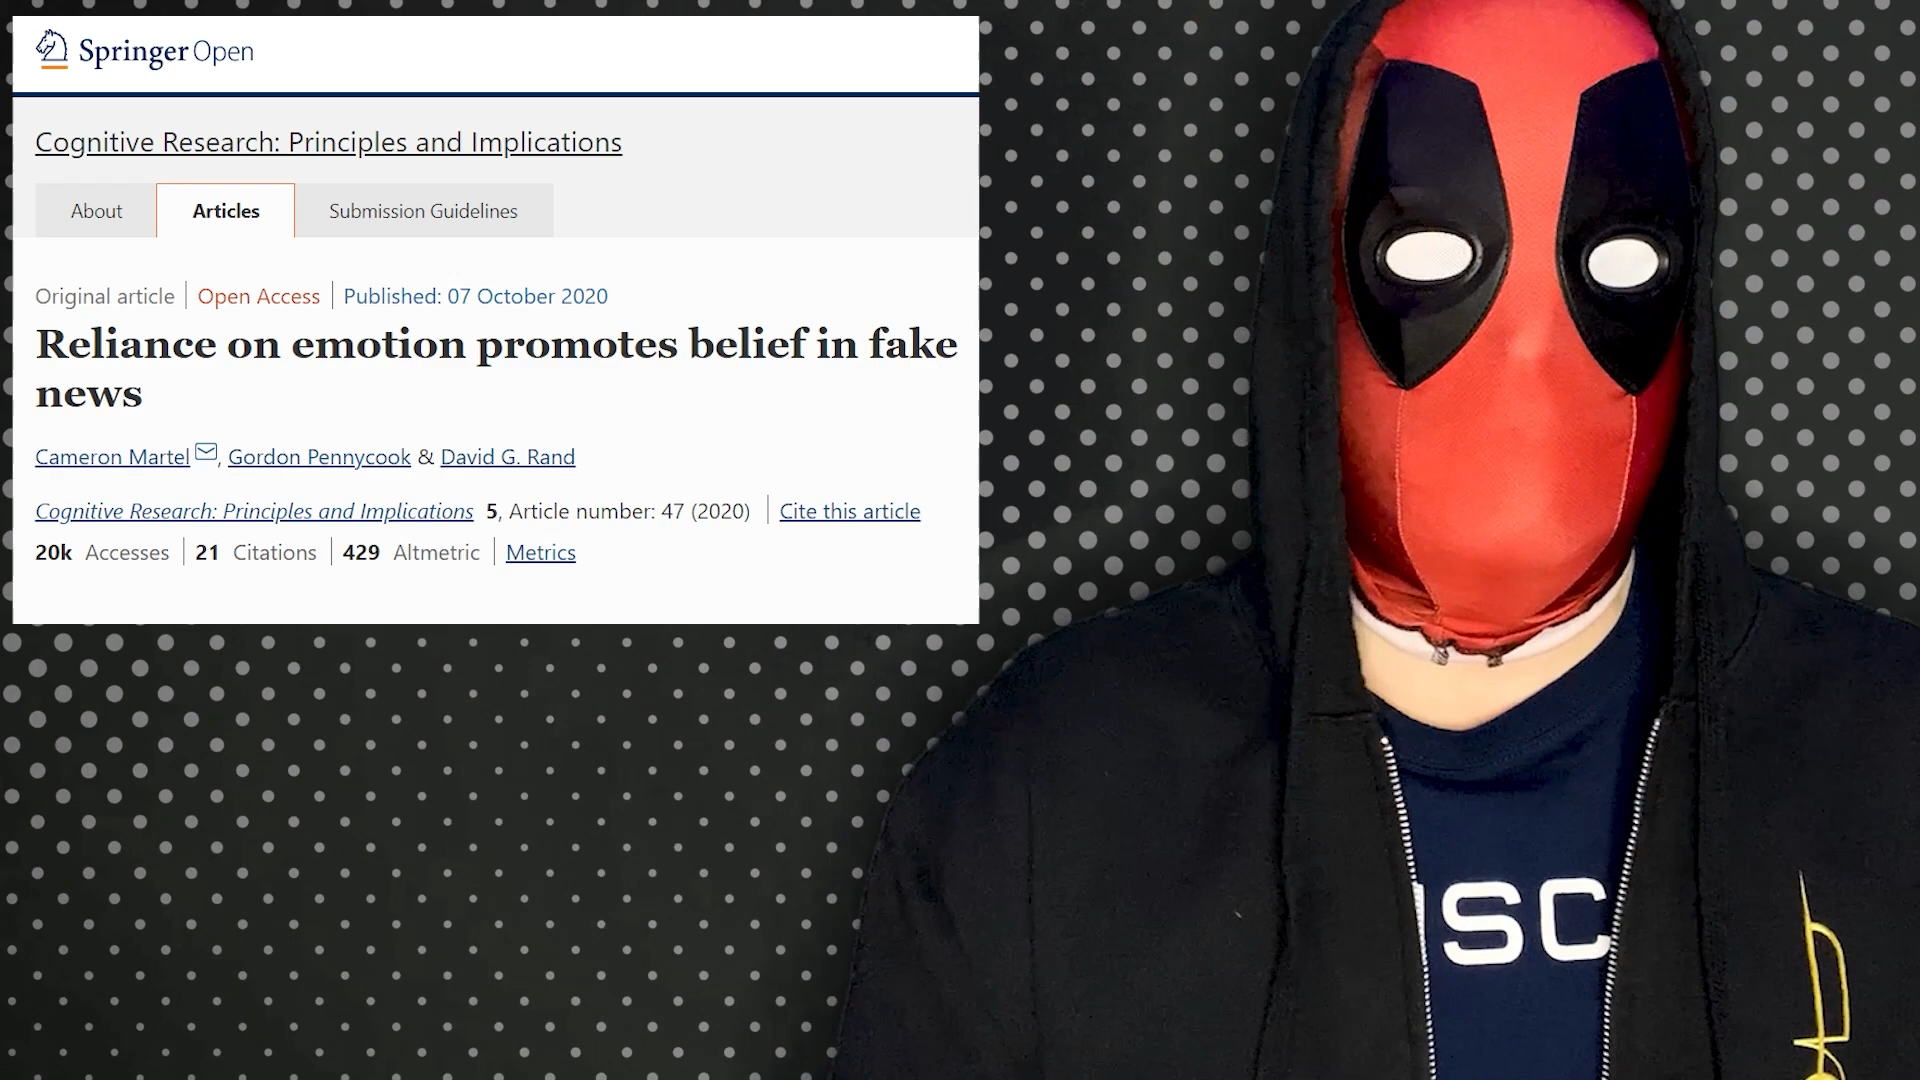 Springer Open
Cognitive Research: Principles and Implications
About Articles Submission Guidelines
Original article Open Access Published: 07 October 2020
Reliance on emotion promotes belief in fake
news
Cameron Martel, Gordon Pennycook & David G. Rand
Cognitive Research: Principles and Implications 5, Article number: 47 (2020) Cite this article
20k Accesses 21 Citations 429 Altmetric Metrics
SC